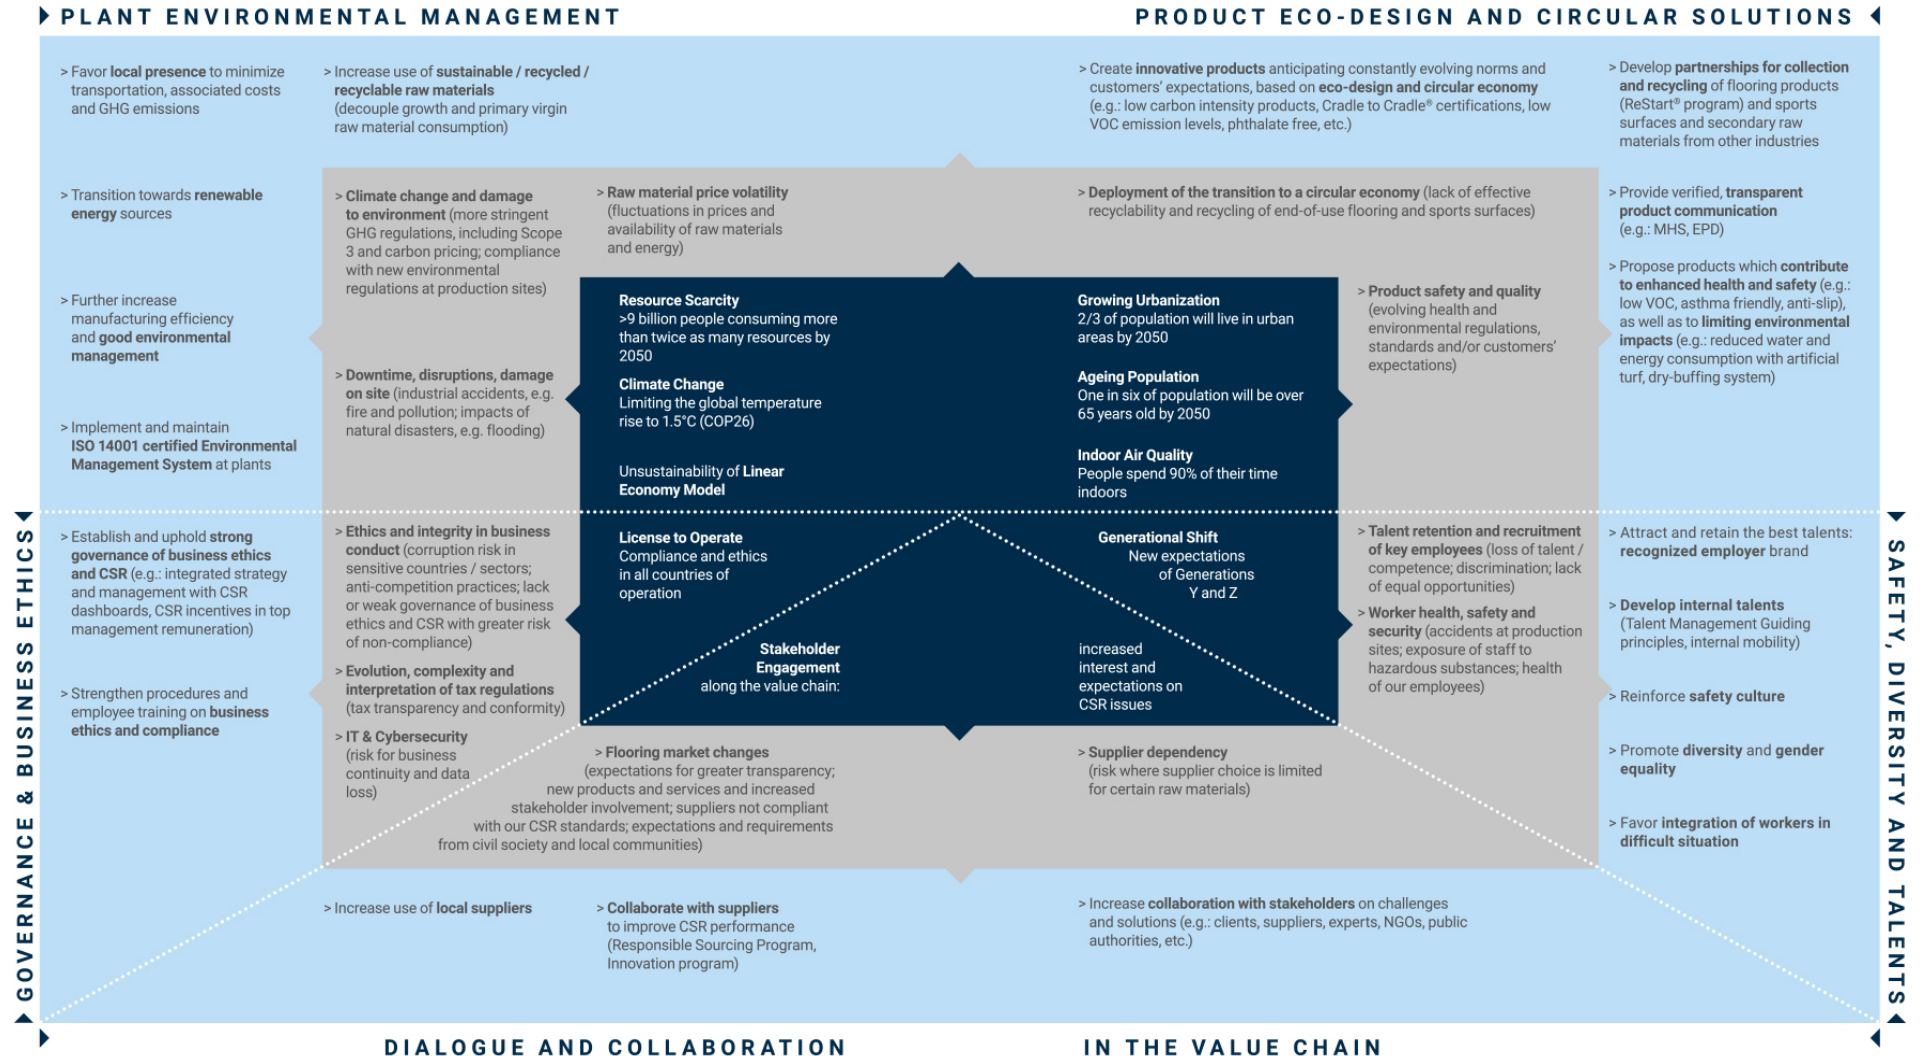 PLANT ENVIRONMENTAL MANAGEMENT
PRODUCT ECO-DESIGN AND CIRCULAR SOLUTIONS
> Favor local presence to minimize
transportation, associated costs
and GHG emissions
> Increase use of sustainable / recycled /
recyclable raw materials
(decouple growth and primary virgin
raw material consumption)
> Create innovative products anticipating constantly evolving norms and
customers' expectations, based on eco-design and circular economy
(e.g.: low carbon intensity products, Cradle to Cradle® certifications, low
VOC emission levels, phthalate free, etc.)
> Develop partnerships for collection
and recycling of flooring products
(ReStart® program) and sports
surfaces and secondary raw
materials from other industries
> Transition towards renewable
energy sources
> Further increase
manufacturing efficiency
and good environmental
management
> Implement and maintain
ISO 14001 certified Environmental
Management System at plants
> Climate change and damage
to environment (more stringent
GHG regulations, including Scope
3 and carbon pricing; compliance
with new environmental
regulations at production sites)
> Downtime, disruptions, damage
on site (industrial accidents, e.g.
fire and pollution; impacts of
natural disasters, e.g. flooding)
> Raw material price volatility
(fluctuations in prices and
availability of raw materials
and energy)
> Deployment of the transition to a circular economy (lack of effective
recyclability and recycling of end-of-use flooring and sports surfaces)
> Product safety and quality
(evolving health and
environmental regulations,
standards and/or customers'
expectations)
> Provide verified, transparent
product communication
(e.g.: MHS, EPD)
> Propose products which contribute
to enhanced health and safety (e.g.:
low VOC, asthma friendly, anti-slip),
as well as to limiting environmental
impacts (e.g.: reduced water and
energy consumption with artificial
turf, dry-buffing system)
Resource Scarcity
>9 billion people consuming more
than twice as many resources by
2050
Climate Change
Limiting the global temperature
rise to 1.5°C (COP26)
Unsustainability of Linear
Economy Model
Growing Urbanization
2/3 of population will live in urban
areas by 2050
Ageing Population
One in six of population will be over
65 years old by 2050
Indoor Air Quality
People spend 90% of their time
indoors
GOVERNANCE & BUSINESS ETHICS
> Establish and uphold strong
governance of business ethics
and CSR (e.g.: integrated strategy
and management with CSR
dashboards, CSR incentives in top
management remuneration)
> Strengthen procedures and
employee training on business
ethics and compliance
> Ethics and integrity in business
conduct (corruption risk in
sensitive countries / sectors;
anti-competition practices; lack
or weak governance of business
ethics and CSR with greater risk
of non-compliance)
> Evolution, complexity and
interpretation of tax regulations
(tax transparency and conformity)
> IT & Cybersecurity
(risk for business
continuity and data
loss)
License to Operate
Compliance and ethics
in all countries of
operation
Generational Shift
New expectations
of Generations
Y and Z
Stakeholder
Engagement
along the value chain:
increased
interest and
expectations on
CSR issues
> Talent retention and recruitment
of key employees (loss of talent /
competence; discrimination; lack
of equal opportunities)
> Worker health, safety and
security (accidents at production
sites; exposure of staff to
hazardous substances; health
of our employees)
> Attract and retain the best talents:
recognized employer brand
> Develop internal talents
(Talent Management Guiding
principles, internal mobility)
> Reinforce safety culture
> Promote diversity and gender
equality
> Favor integration of workers in
difficult situation
SAFETY, DIVERSITY AND TALENTS
> Flooring market changes
(expectations for greater transparency;
new products and services and increased
stakeholder involvement; suppliers not compliant
with our CSR standards; expectations and requirements
from civil society and local communities)
> Supplier dependency
(risk where supplier choice is limited
for certain raw materials)
> Increase use of local suppliers
> Collaborate with suppliers
to improve CSR performance
(Responsible Sourcing Program,
Innovation program)
> Increase collaboration with stakeholders on challenges
and solutions (e.g.: clients, suppliers, experts, NGOs, public
authorities, etc.)
DIALOGUE AND COLLABORATION
IN THE VALUE CHAIN